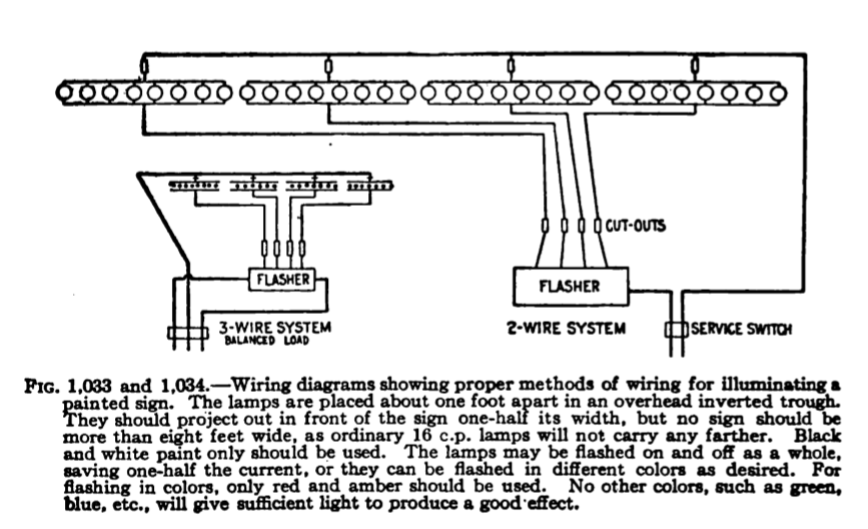 CUT-OUTS
FLASHER
FLASHER
3-WIRE SYSTEM
BALANCED LOAD
2-WIRE SYSTEM
SERVICE SWITCH
FIG. 1,033 and 1,034.—Wiring diagrams showing proper methods of wiring for illuminating a
painted sign. The lamps are placed about one foot apart in an overhead inverted trough.
They should project out in front of the sign one-half its width, but no sign should be
more than eight feet wide, as ordinary 16 c.p. lamps will not carry any farther. Black
and white paint only should be used. The lamps may be flashed on and off as a whole,
saving one-half the current, or they can be flashed in different colors as desired. For
flashing in colors, only red and amber should be used. No other colors, such as green,
blue, etc., will give sufficient light to produce a good effect.